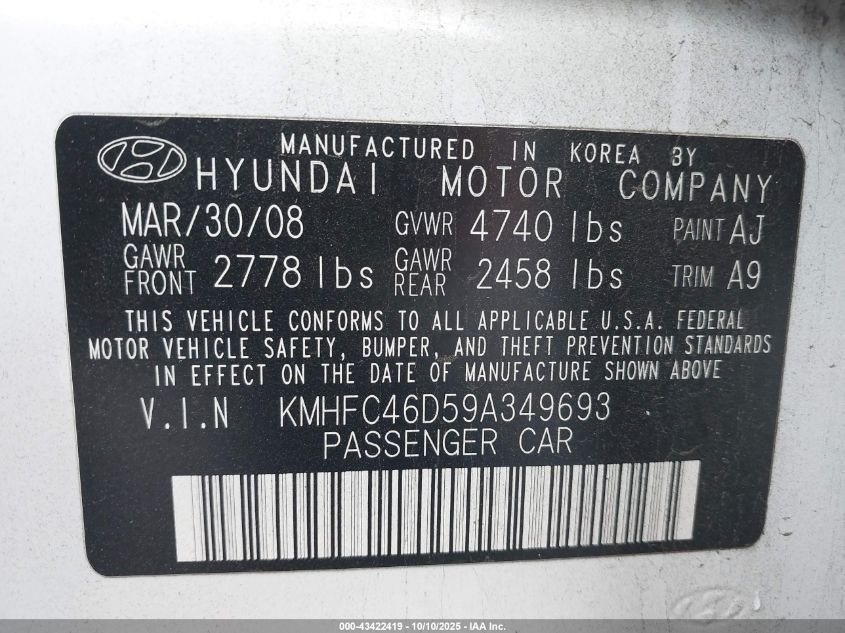 MANUFACTURED IN KOREA BY
HYUNDAI MOTOR COMPANY
MAR/30/08 GVWR 4740 lbs PAINT AJ
GAWR FRONT 2778 lbs GAWR REAR 2458 lbs TRIM A9
THIS VEHICLE CONFORMS TO ALL APPLICABLE U.S.A. FEDERAL
MOTOR VEHICLE SAFETY, BUMPER, AND THEFT PREVENTION STANDARDS
IN EFFECT ON THE DATE OF MANUFACTURE SHOWN ABOVE
V.I.N KMHFC46D59A349693
PASSENGER CAR
000-43422419 - 10/10/2025 - IAA Inc.